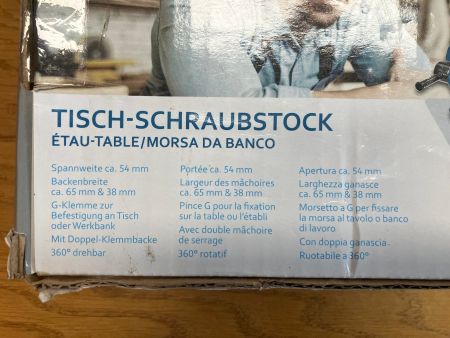 TISCH-SCHRAUBSTOCK
ÉTAU-TABLE/MORSA DA BANCO
Spannweite ca. 54 mm
Backenbreite
ca. 65 mm & 38 mm
G-Klemme zur
Befestigung an Tisch
oder Werkbank
Mit Doppel-Klemmbacke
360° drehbar
Portée ca. 54 mm
Largeur des mâchoires
ca. 65 mm & 38 mm
Pince G pour la fixation
sur la table ou l'établi
Avec double mâchoire
de serrage
360° rotatif
Apertura ca. 54 mm
Larghezza ganasce
ca. 65 mm & 38 mm
Morsetto a G per fissare
la morsa al tavolo o banco
di lavoro
Con doppia ganascia
Ruotabile a 360°